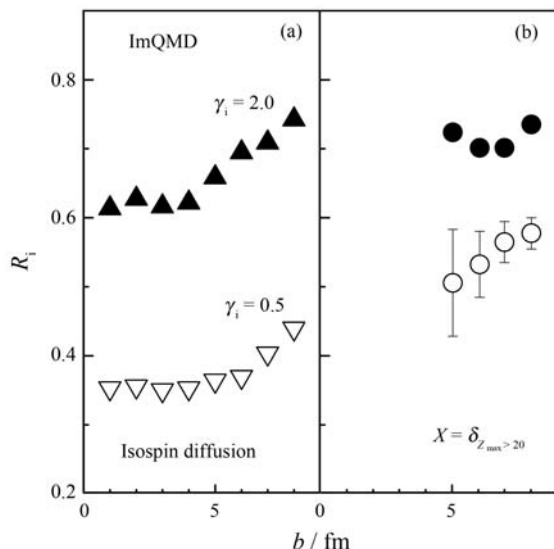 ImQMD
(a)
(b)
γi = 2.0
γi = 0.5
Isospin diffusion
X = δZmax > 20
Ri
0.8
0.6
0.4
0.2
0
5
0
5
b / fm